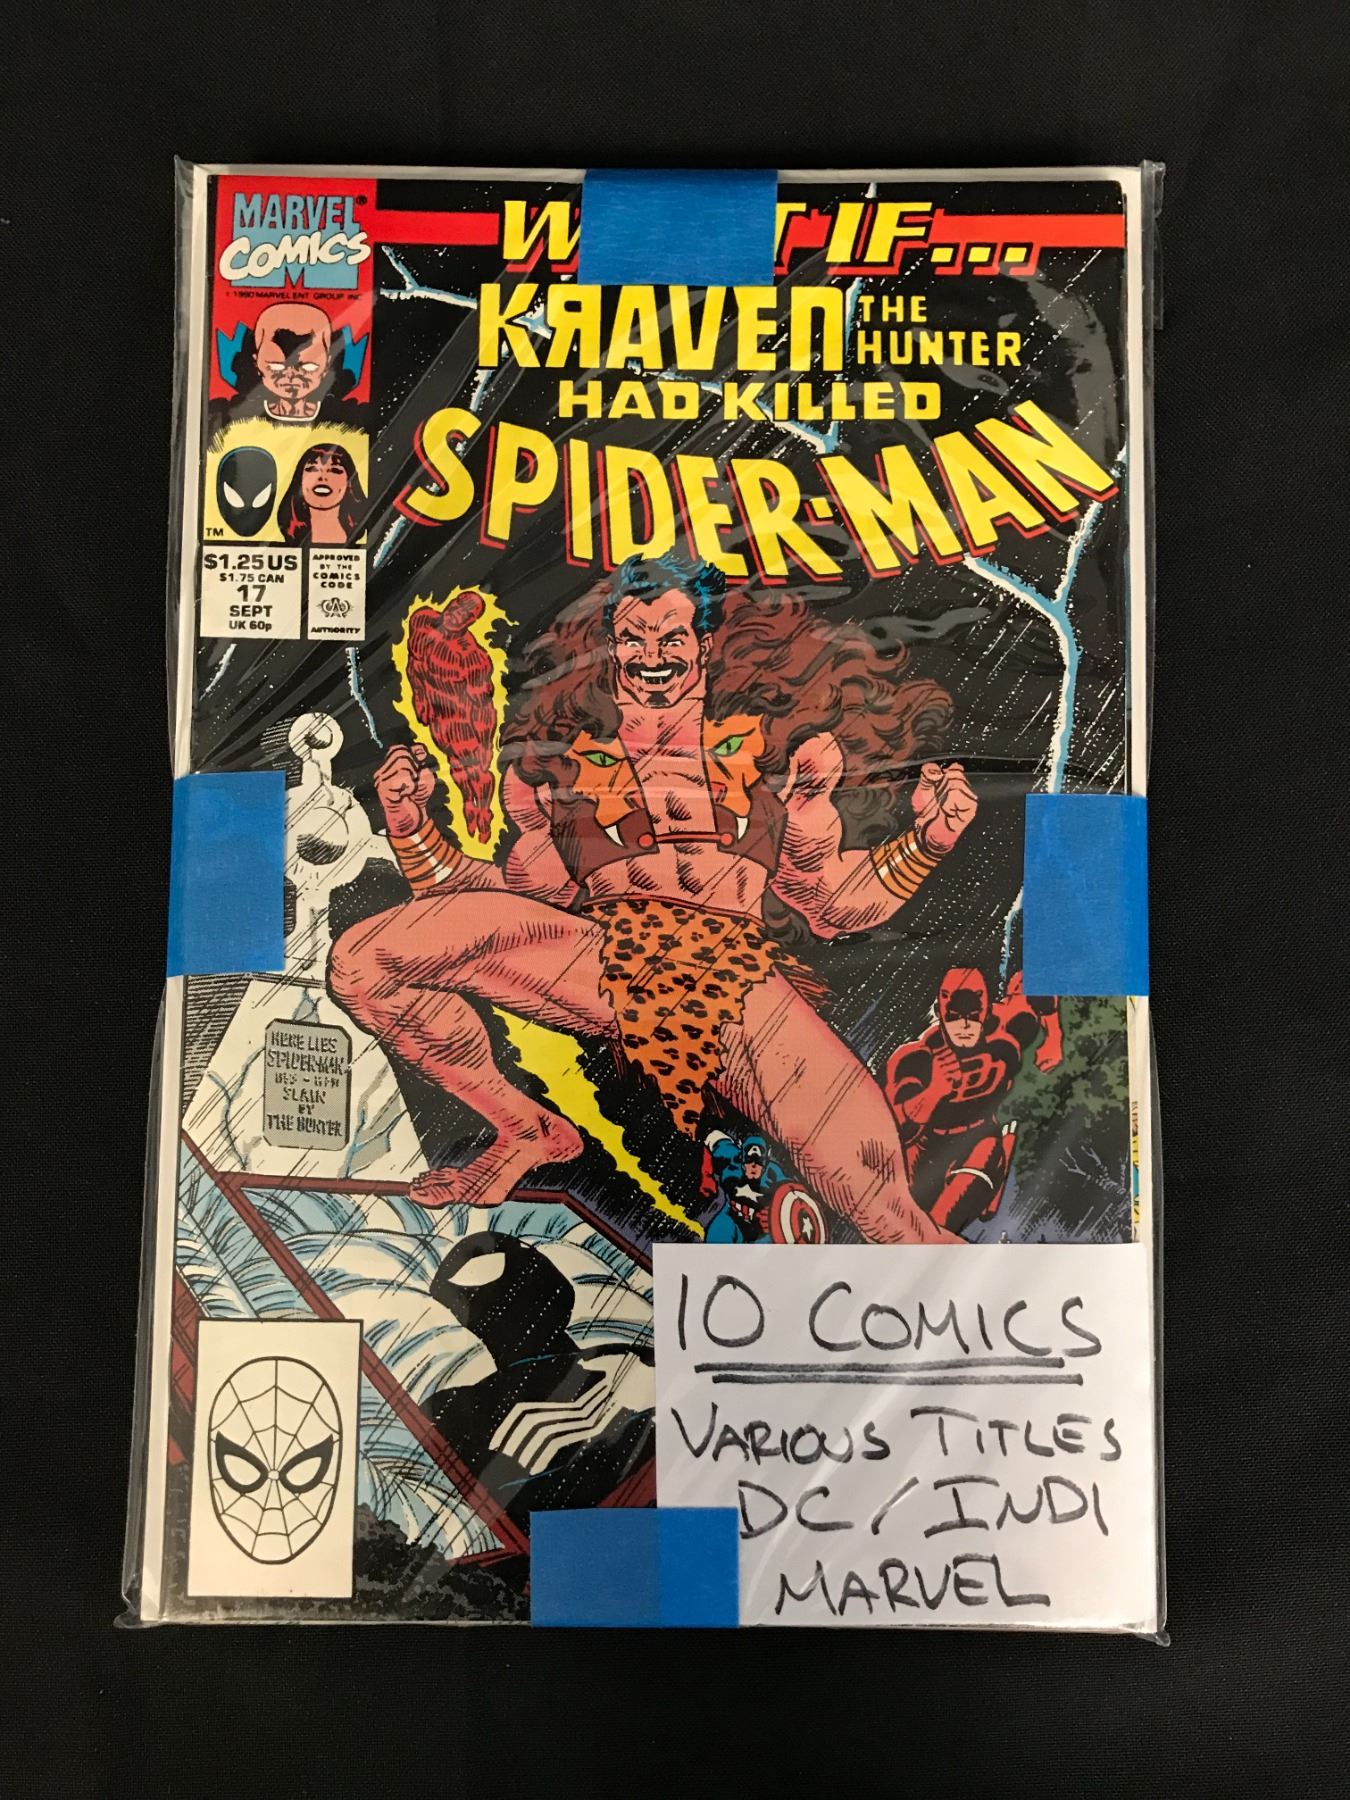 MARVEL®
COMICS
© 1990 MARVEL ENT. GROUP, INC.
TM
$1.25 US
$1.75 CAN
17
SEPT
UK 60p
APPROVED
BY THE
COMICS
CODE
AUTHORITY
IF...
KЯAVEN THE
HUNTER
HAD KILLED
SPIDER-MAN
HERE LIES
SPIDER-MAN
SLAIN
BY
THE HUNTER
10 COMICS
VARIOUS TITLES
DC / INDI
MARVEL